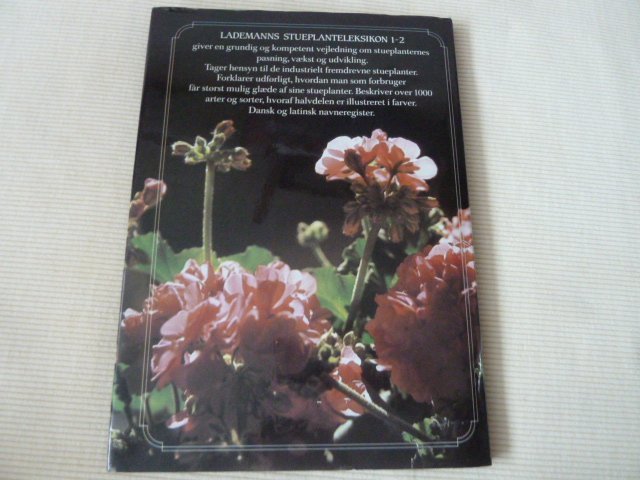 LADEMANNS STUEPLANTELEKSIKON 1-2
giver en grundig og kompetent vejledning om stueplanternes
pasning, vækst og udvikling.
Tager hensyn til de industrielt fremdrevne stueplanter.
Forklarer udførligt, hvordan man som forbruger
får størst mulig glæde af sine stueplanter. Beskriver over 1000
arter og sorter, hvoraf halvdelen er illustreret i farver.
Dansk og latinsk navneregister.